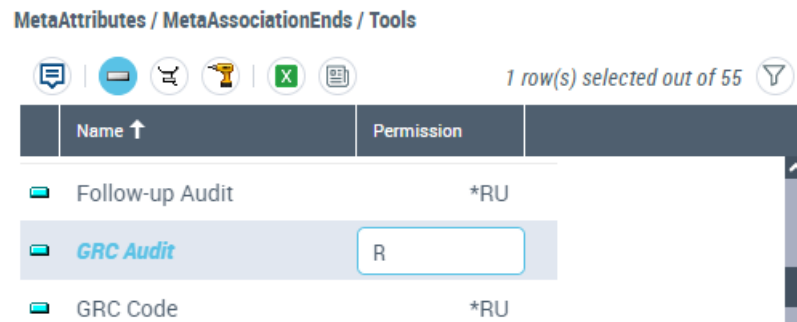 MetaAttributes / MetaAssociationEnds / Tools
X 1 row(s) selected out of 55
Name Permission
Follow-up Audit *RU
GRC Audit R
GRC Code *RU